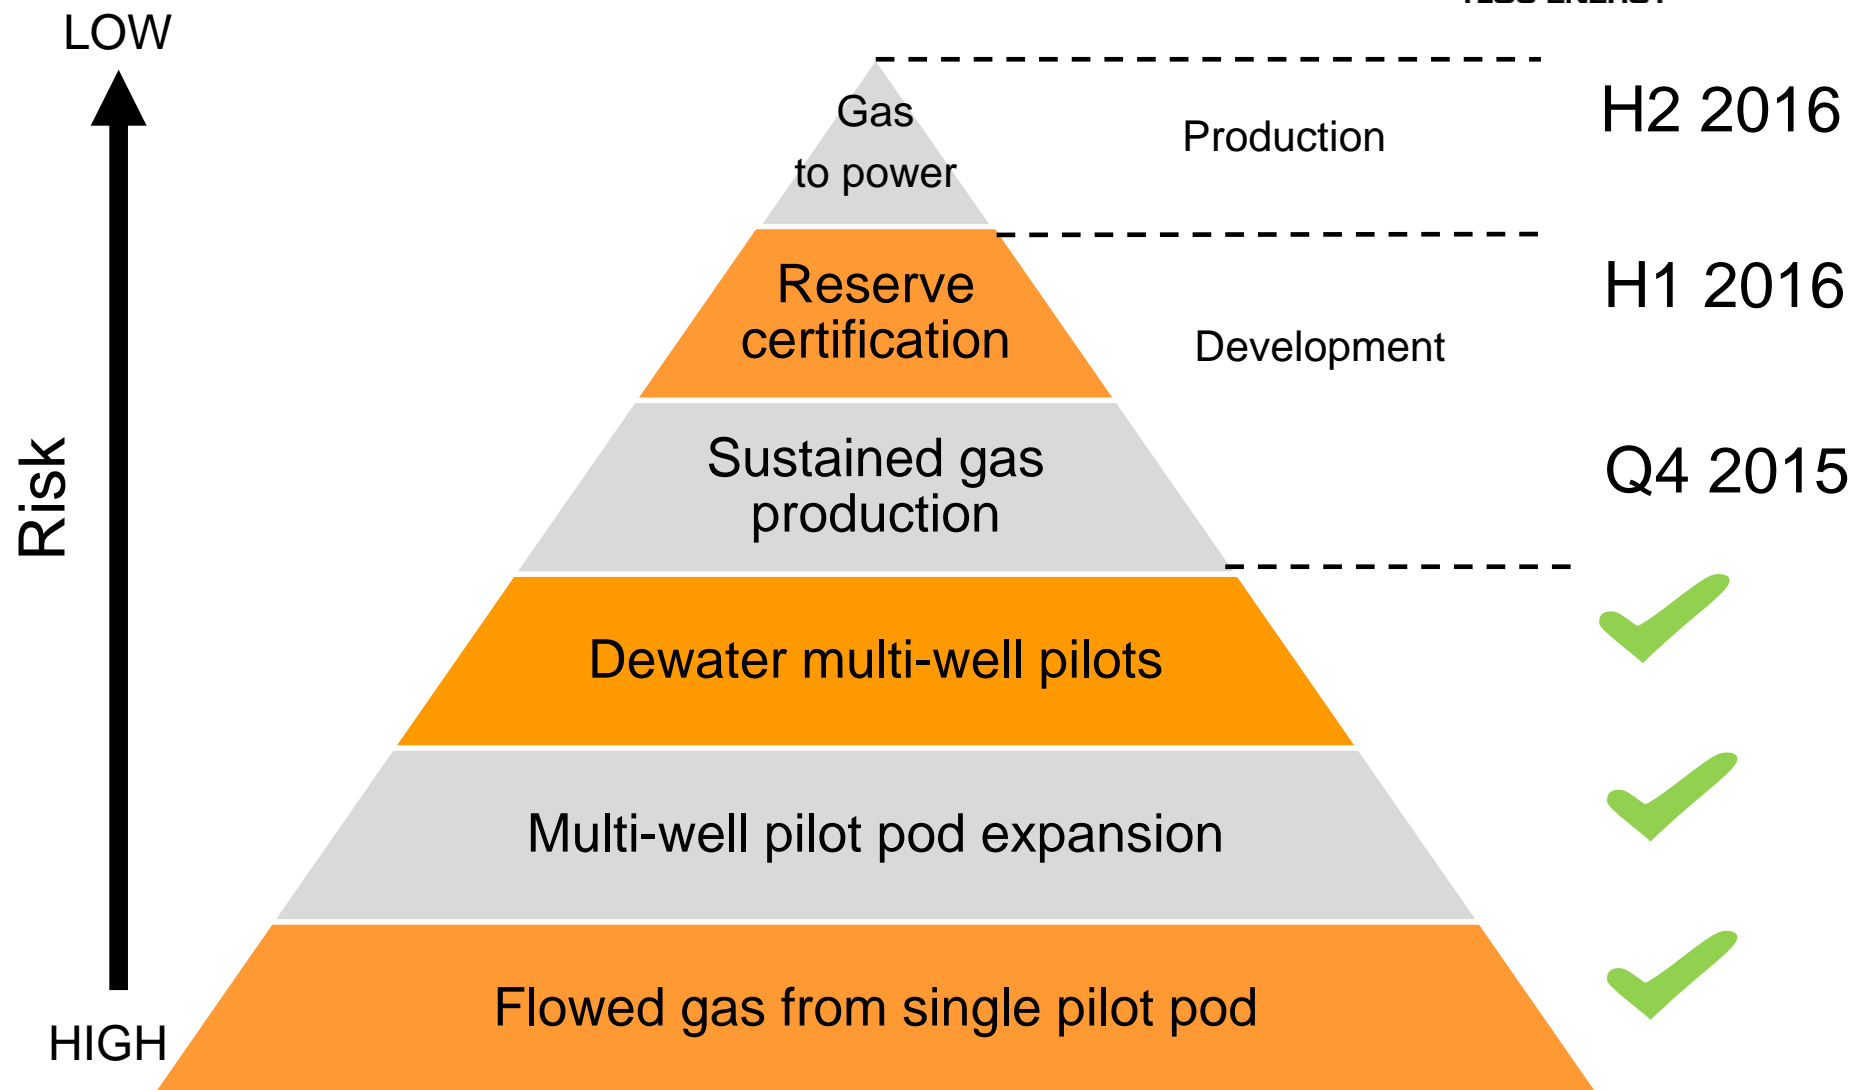 LOW
Gas
to power
Production
H2 2016
Reserve
certification
Development
H1 2016
Risk
Sustained gas
production
Q4 2015
Dewater multi-well pilots
Multi-well pilot pod expansion
Flowed gas from single pilot pod
HIGH